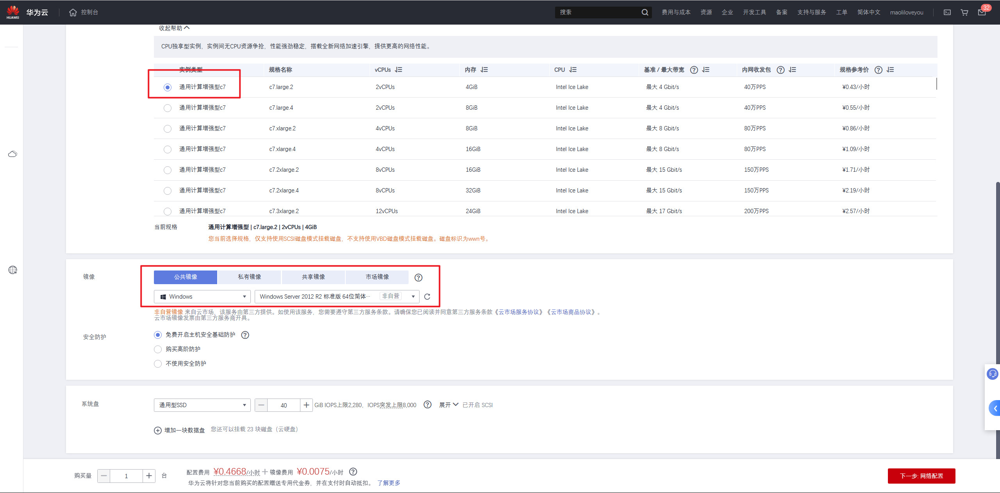 HUAWEI 华为云 控制台 搜索 费用与成本 资源 企业 开发工具 备案 支持与服务 工单 简体中文 maoliloveyou 32
收起帮助
CPU独享型实例，实例间无CPU资源争抢，性能强劲稳定，搭载全新网络加速引擎，提供更高的网络性能。
实例类型 规格名称 vCPUs 内存 CPU 基准 / 最大带宽 内网收发包 规格参考价
通用计算增强型c7 c7.large.2 2vCPUs 4GiB Intel Ice Lake 最大 4 Gbit/s 40万PPS ¥0.43/小时
通用计算增强型c7 c7.large.4 2vCPUs 8GiB Intel Ice Lake 最大 4 Gbit/s 40万PPS ¥0.55/小时
通用计算增强型c7 c7.xlarge.2 4vCPUs 8GiB Intel Ice Lake 最大 8 Gbit/s 80万PPS ¥0.86/小时
通用计算增强型c7 c7.xlarge.4 4vCPUs 16GiB Intel Ice Lake 最大 8 Gbit/s 80万PPS ¥1.09/小时
通用计算增强型c7 c7.2xlarge.2 8vCPUs 16GiB Intel Ice Lake 最大 15 Gbit/s 150万PPS ¥1.71/小时
通用计算增强型c7 c7.2xlarge.4 8vCPUs 32GiB Intel Ice Lake 最大 15 Gbit/s 150万PPS ¥2.19/小时
通用计算增强型c7 c7.3xlarge.2 12vCPUs 24GiB Intel Ice Lake 最大 17 Gbit/s 200万PPS ¥2.57/小时
当前规格 通用计算增强型 | c7.large.2 | 2vCPUs | 4GiB
您当前选择规格，仅支持使用SCSI磁盘模式挂载磁盘，不支持使用VBD磁盘模式挂载磁盘。磁盘标识为wwn号。
镜像 公共镜像 私有镜像 共享镜像 市场镜像
Windows Windows Server 2012 R2 标准版 64位简体··· 非自营
非自营镜像 来自云市场，该服务由第三方提供。如使用该服务，您需要遵守第三方服务条款。请确保您已阅读并同意第三方服务条款《云市场服务协议》《云市场商品协议》。
云市场镜像发票由第三方服务商开具。
安全防护 免费开启主机安全基础防护
购买高阶防护
不使用安全防护
系统盘 通用型SSD 40 GiB IOPS上限2,280，IOPS突发上限8,000 展开 已开启 SCSI
增加一块数据盘 您还可以挂载 23 块磁盘（云硬盘）
购买量 1 台 配置费用 ¥0.4668/小时 + 镜像费用 ¥0.0075/小时 下一步: 网络配置
华为云将针对您当前购买的配置赠送专用代金券，并在支付时自动抵扣。 了解更多